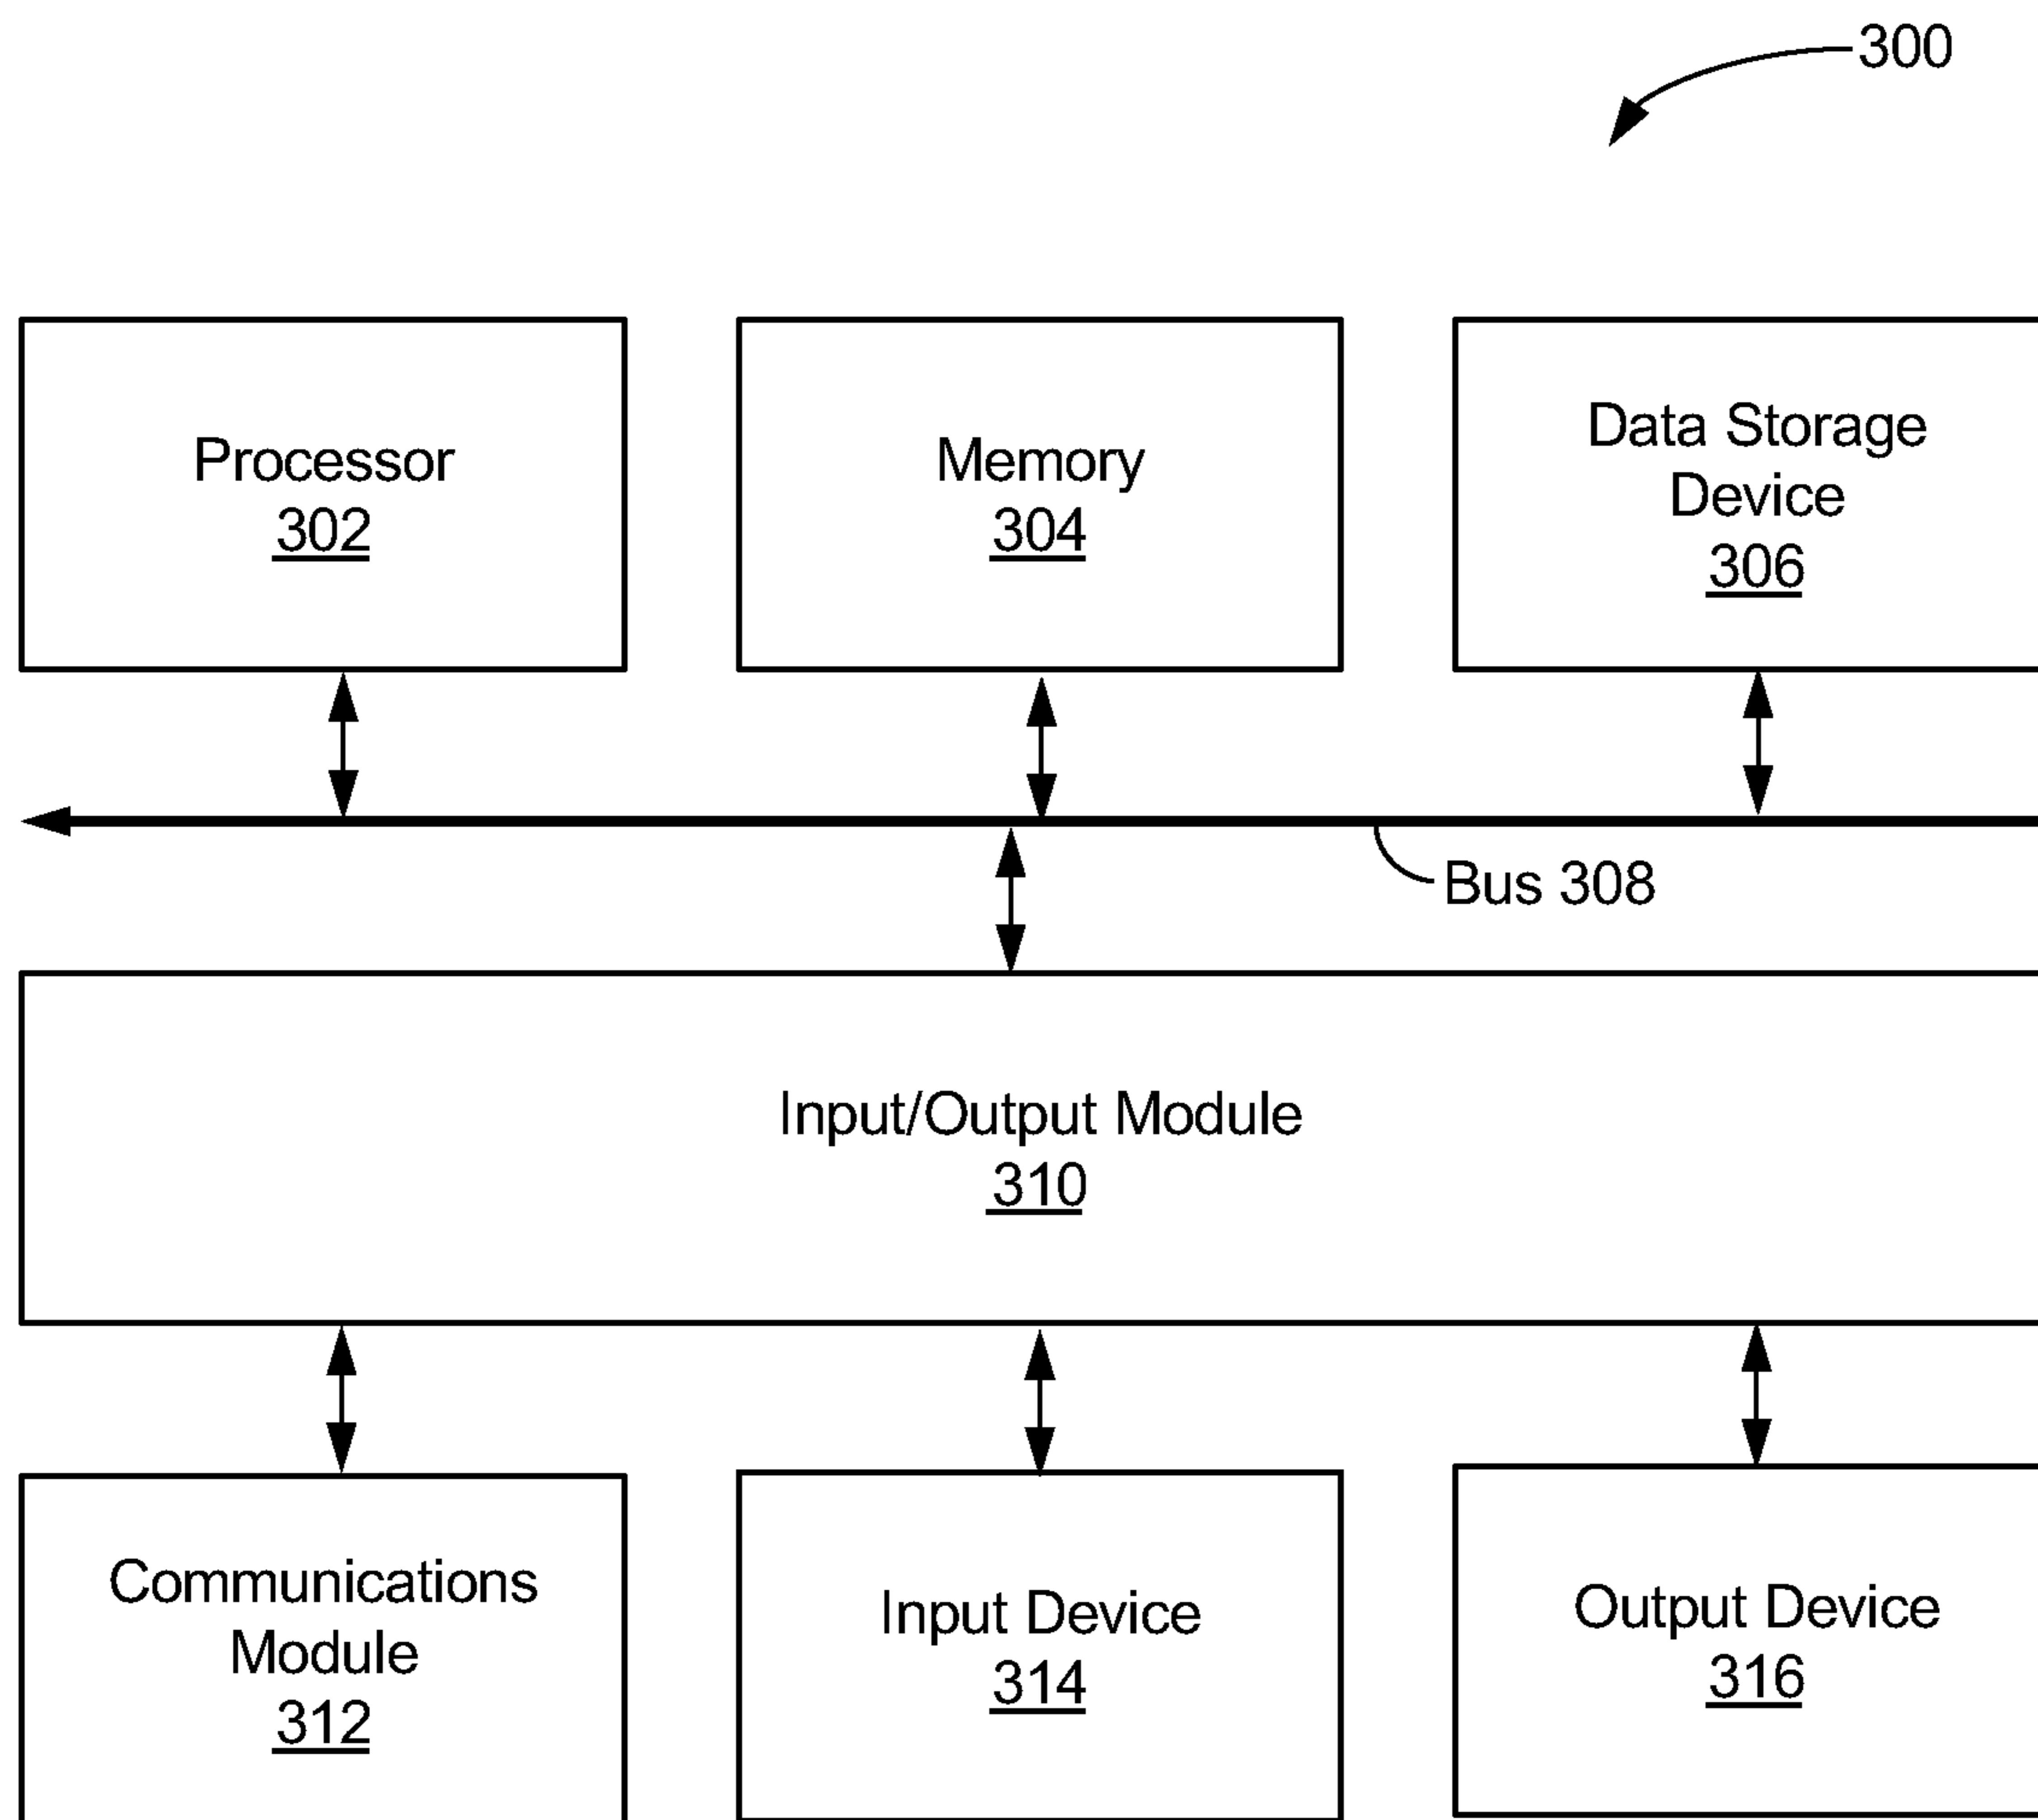 300
Processor
302
Memory
304
Data Storage
Device
306
Bus 308
Input/Output Module
310
Communications
Module
312
Input Device
314
Output Device
316